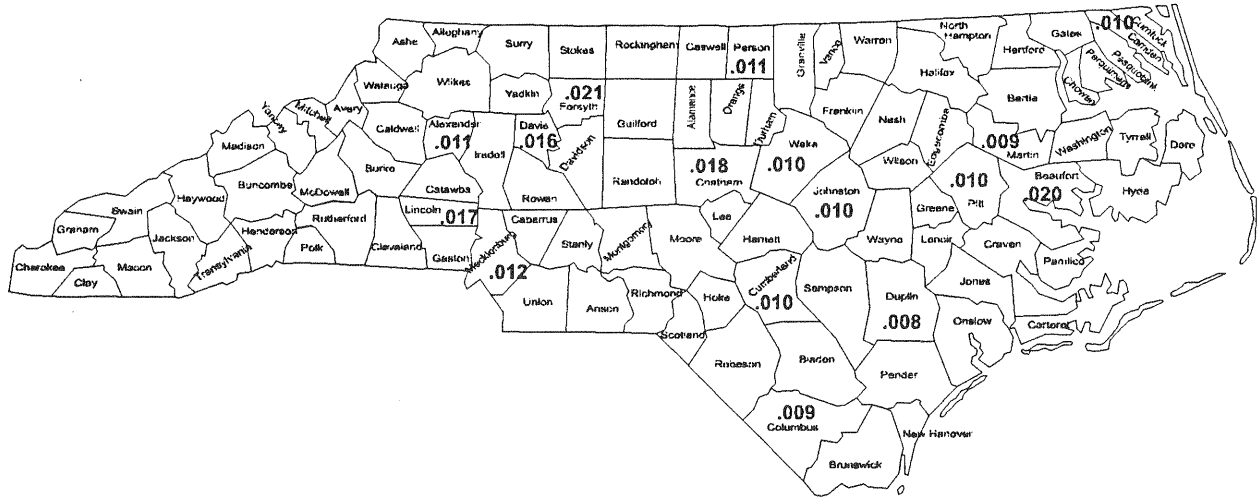 Ashe
Alleghany
Surry
Stokes
Rockingham
Caswell
Person
.011
Granville
Vance
Warren
North
Hampton
Hertford
Gates
.010
Currituck
Camden
Pasquotank
Perquimans
Chowan
Watauga
Wilkes
Yadkin
.021
Forsyth
Guilford
Alamance
Orange
Durham
Franklin
Halifax
Bertie
Yancey
Mitchell
Avery
Caldwell
Alexander
.011
Iredell
Davie
.016
Davidson
Wake
.010
Nash
Edgecombe
.009
Martin
Washington
Tyrrell
Dare
Madison
Buncombe
McDowell
Burke
Catawba
Rowan
Randolph
.018
Chatham
Johnston
.010
Wilson
.010
Pitt
Beaufort
.020
Hyde
Swain
Haywood
Graham
Jackson
Henderson
Transylvania
Rutherford
Polk
Cleveland
Lincoln
.017
Gaston
Mecklenburg
.012
Cabarrus
Stanly
Montgomery
Moore
Lee
Harnett
Wayne
Greene
Lenoir
Craven
Pamlico
Cherokee
Clay
Macon
Union
Anson
Richmond
Hoke
Scotland
Cumberland
.010
Sampson
Duplin
.008
Jones
Onslow
Carteret
Robeson
Bladen
Pender
.009
Columbus
New Hanover
Brunswick